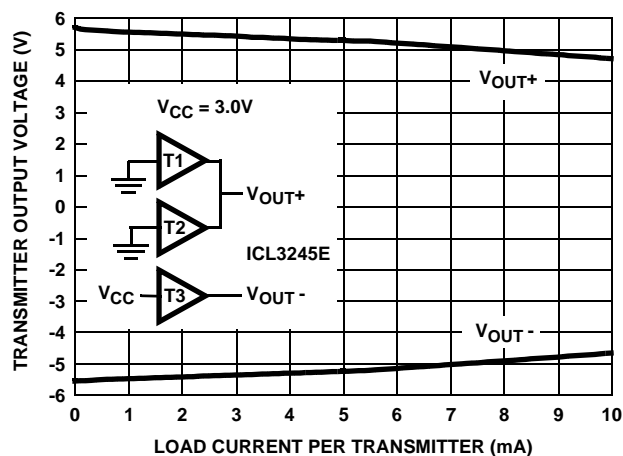 TRANSMITTER OUTPUT VOLTAGE (V)
6
5
4
3
2
1
0
-1
-2
-3
-4
-5
-6
VOUT+
VCC = 3.0V
T1
VOUT+
T2
ICL3245E
VCC
T3
VOUT -
VOUT -
0 1 2 3 4 5 6 7 8 9 10
LOAD CURRENT PER TRANSMITTER (mA)